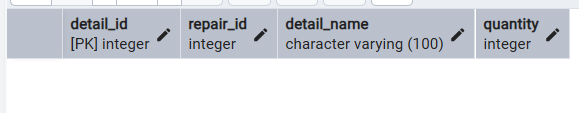 detail_id repair_id detail_name quantity
[PK] integer integer character varying (100) integer